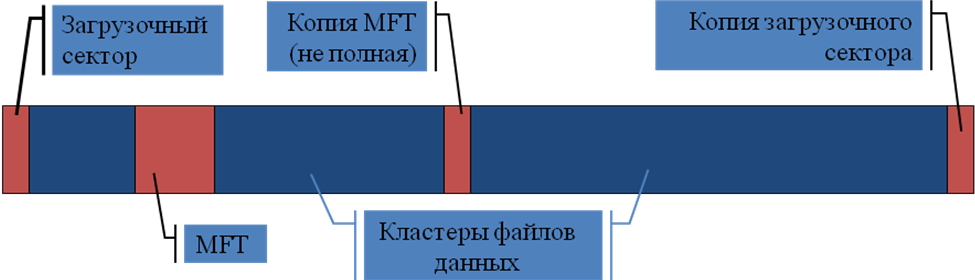 Загрузочный
сектор
Копия MFT
(не полная)
Копия загрузочного
сектора
MFT
Кластеры файлов
данных